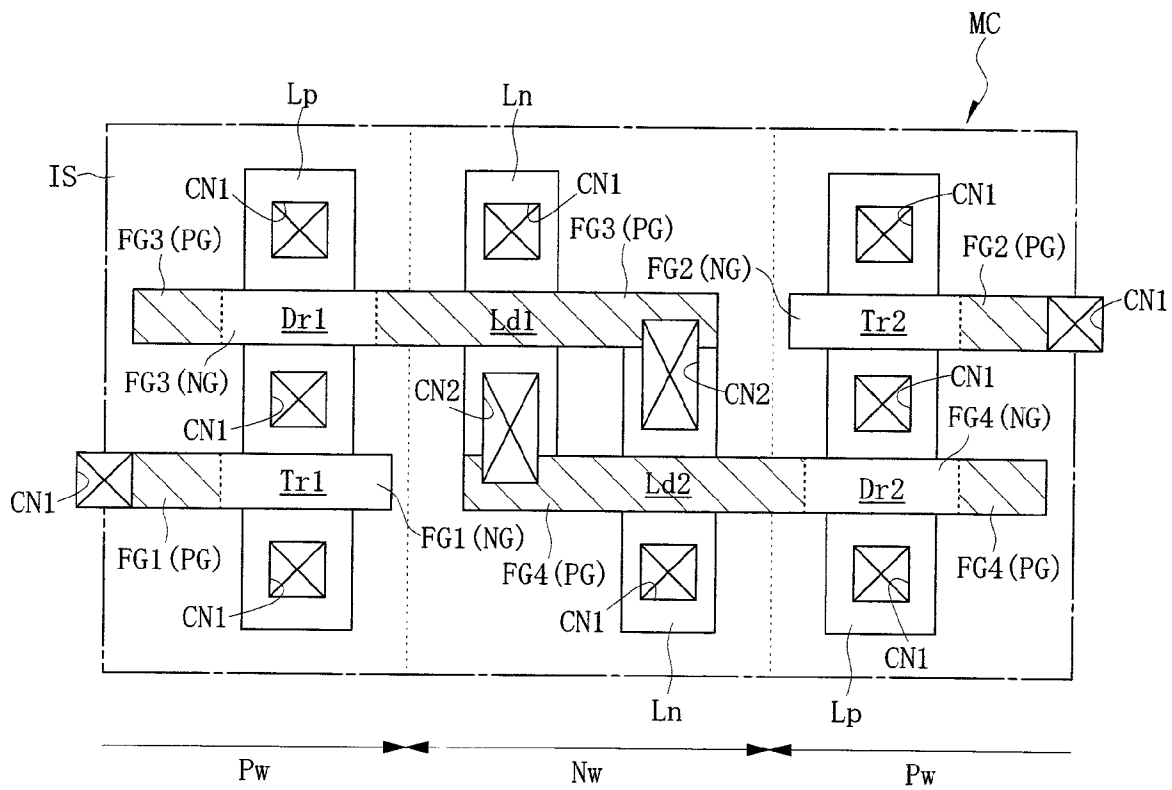 MC
Lp
Ln
IS
CN1
CN1
CN1
FG3(PG)
FG3(PG)
FG2(PG)
FG2(NG)
CN1
Dr1
Ld1
Tr2
FG3(NG)
CN2
CN2
CN1
CN1
FG4(NG)
CN1
Tr1
Ld2
Dr2
FG1(PG)
FG1(NG)
FG4(PG)
FG4(PG)
CN1
CN1
CN1
Ln
Lp
Pw
Nw
Pw